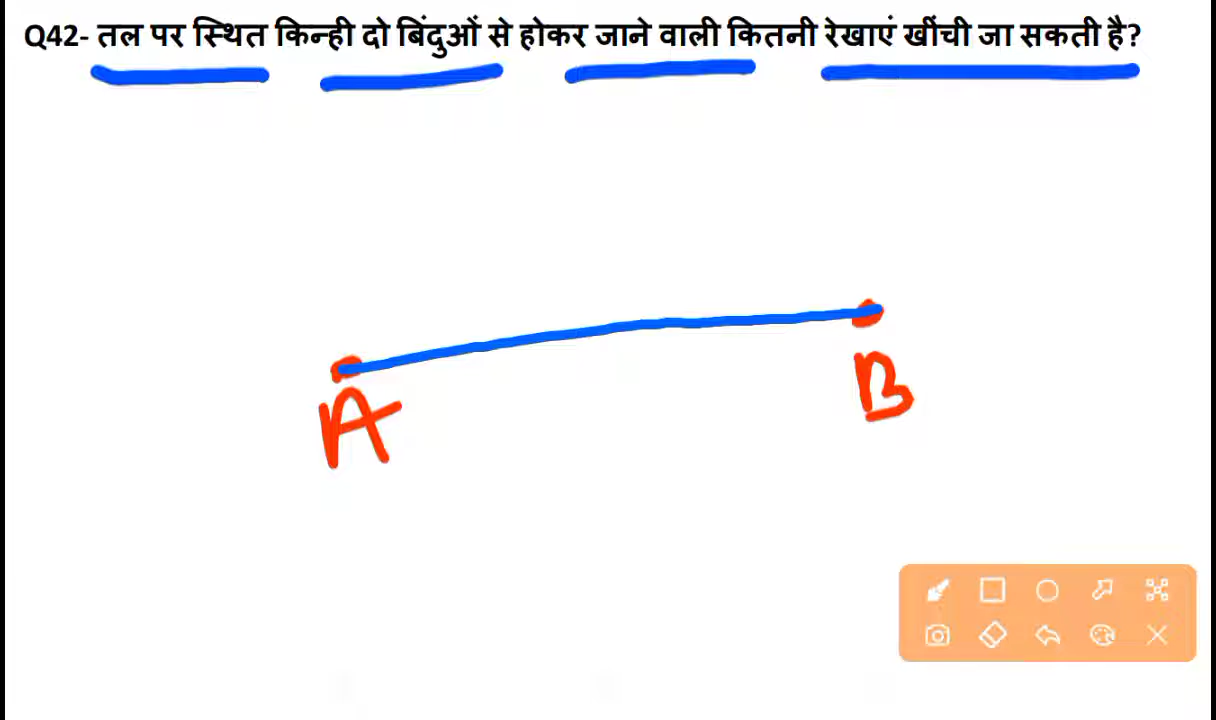 Q42- तल पर स्थित किन्ही दो बिंदुओं से होकर जाने वाली कितनी रेखाएं खींची जा सकती है?
A
B